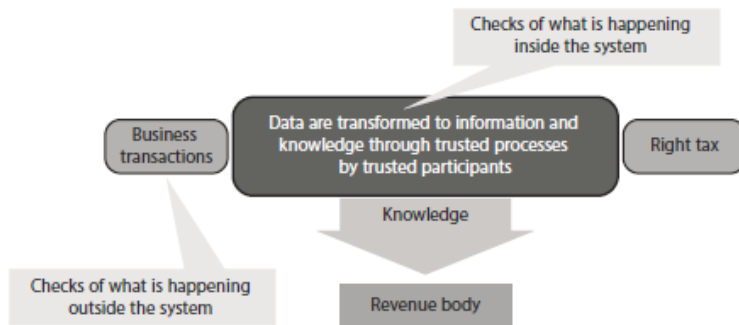 Checks of what is happening
inside the system
Business
transactions
Data are transformed to information and
knowledge through trusted processes
by trusted participants
Right tax
Knowledge
Checks of what is happening
outside the system
Revenue body